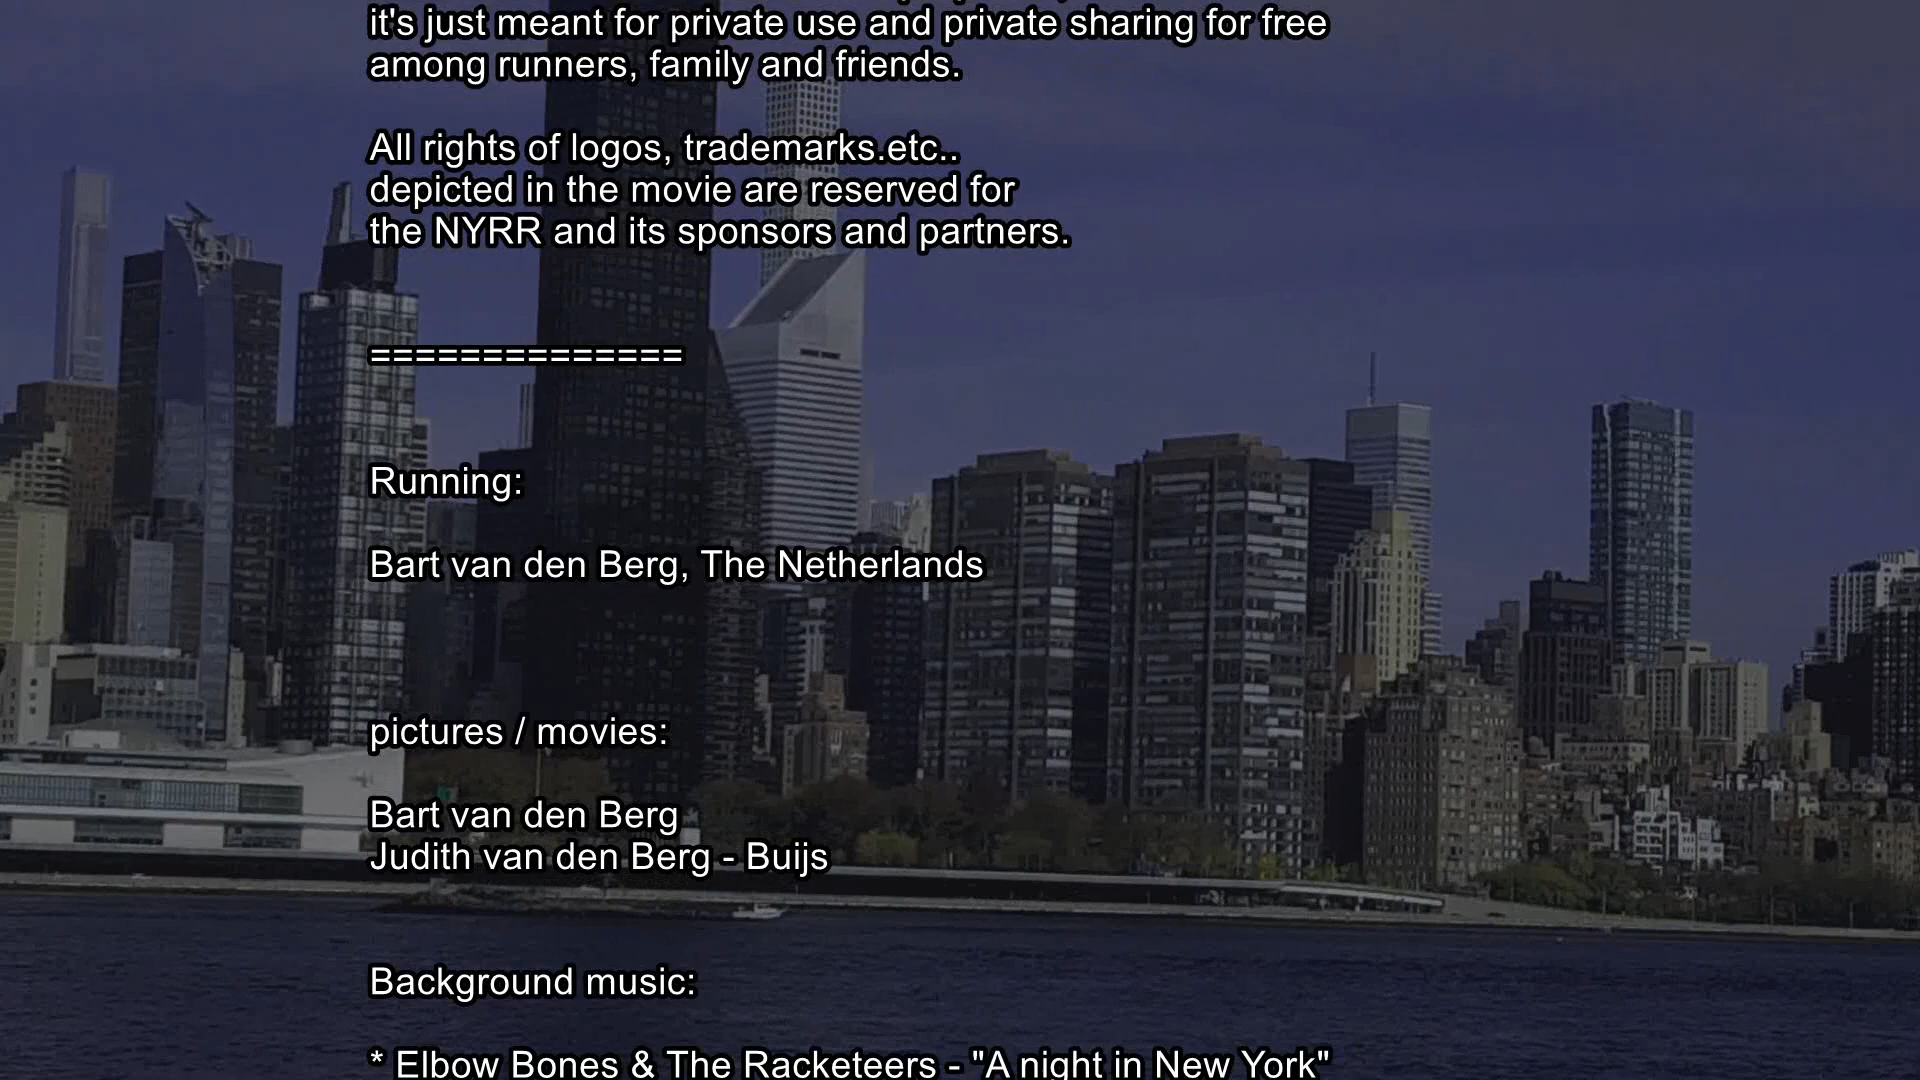 it's just meant for private use and private sharing for free
among runners, family and friends.
All rights of logos, trademarks.etc..
depicted in the movie are reserved for
the NYRR and its sponsors and partners.
==============
Running:
Bart van den Berg, The Netherlands
pictures / movies:
Bart van den Berg
Judith van den Berg - Buijs
Background music:
* Elbow Bones & The Racketeers - "A night in New York"